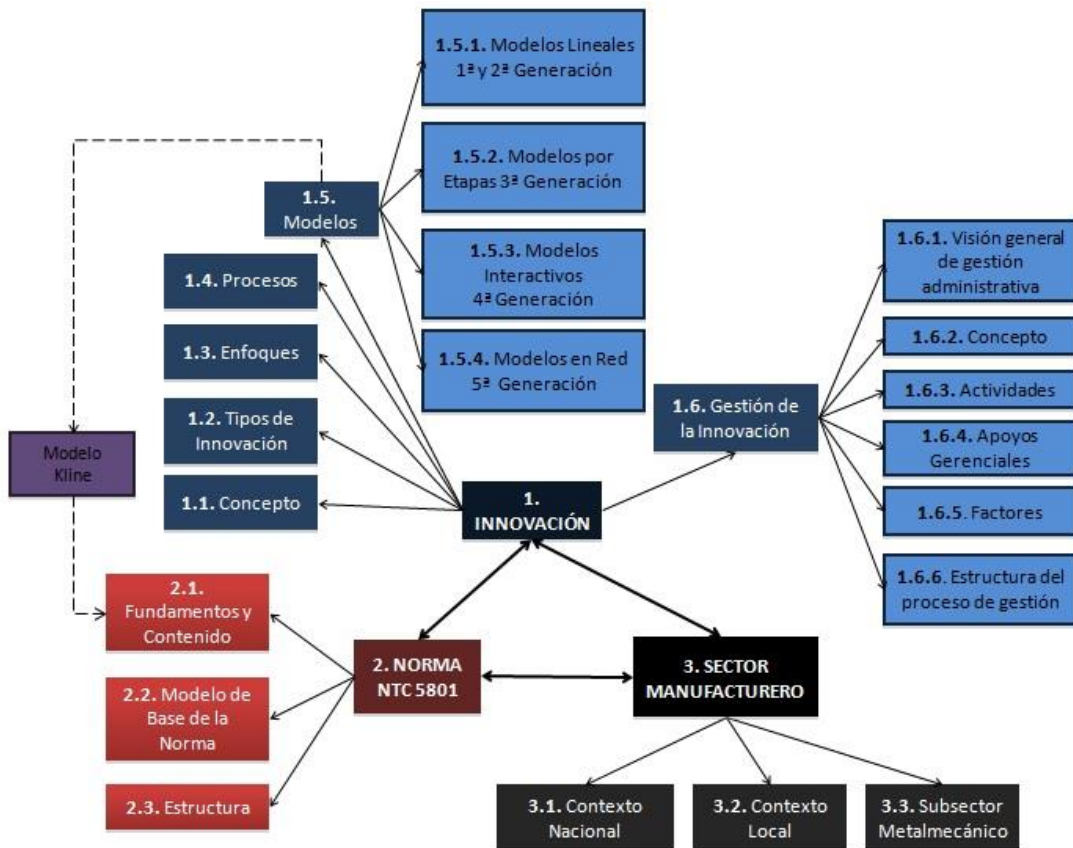 1.5.1. Modelos Lineales
1ª y 2ª Generación
1.5.2. Modelos por
Etapas 3ª Generación
1.5.
Modelos
1.5.3. Modelos
Interactivos
4ª Generación
1.5.4. Modelos en Red
5ª Generación
1.4. Procesos
1.3. Enfoques
1.2. Tipos de
Innovación
1.1. Concepto
Modelo
Kline
1.
INNOVACIÓN
1.6. Gestión de
la Innovación
1.6.1. Visión general
de gestión
administrativa
1.6.2. Concepto
1.6.3. Actividades
1.6.4. Apoyos
Gerenciales
1.6.5. Factores
1.6.6. Estructura del
proceso de gestión
2.1.
Fundamentos y
Contenido
2.2. Modelo de
Base de la
Norma
2.3. Estructura
2. NORMA
NTC 5801
3. SECTOR
MANUFACTURERO
3.1. Contexto
Nacional
3.2. Contexto
Local
3.3. Subsector
Metalmecánico